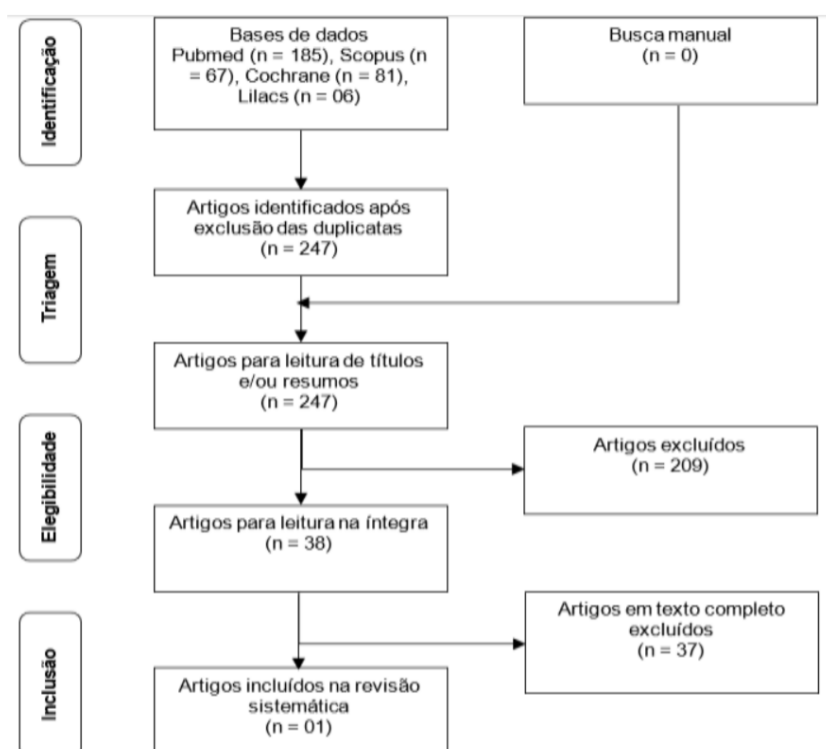 Identificação
Bases de dados
Pubmed (n = 185), Scopus (n
= 67), Cochrane (n = 81),
Lilacs (n = 06)
Busca manual
(n = 0)
Triagem
Artigos identificados após
exclusão das duplicatas
(n = 247)
Artigos para leitura de títulos
e/ou resumos
(n = 247)
Elegibilidade
Artigos excluídos
(n = 209)
Artigos para leitura na íntegra
(n = 38)
Inclusão
Artigos em texto completo
excluídos
(n = 37)
Artigos incluídos na revisão
sistemática
(n = 01)